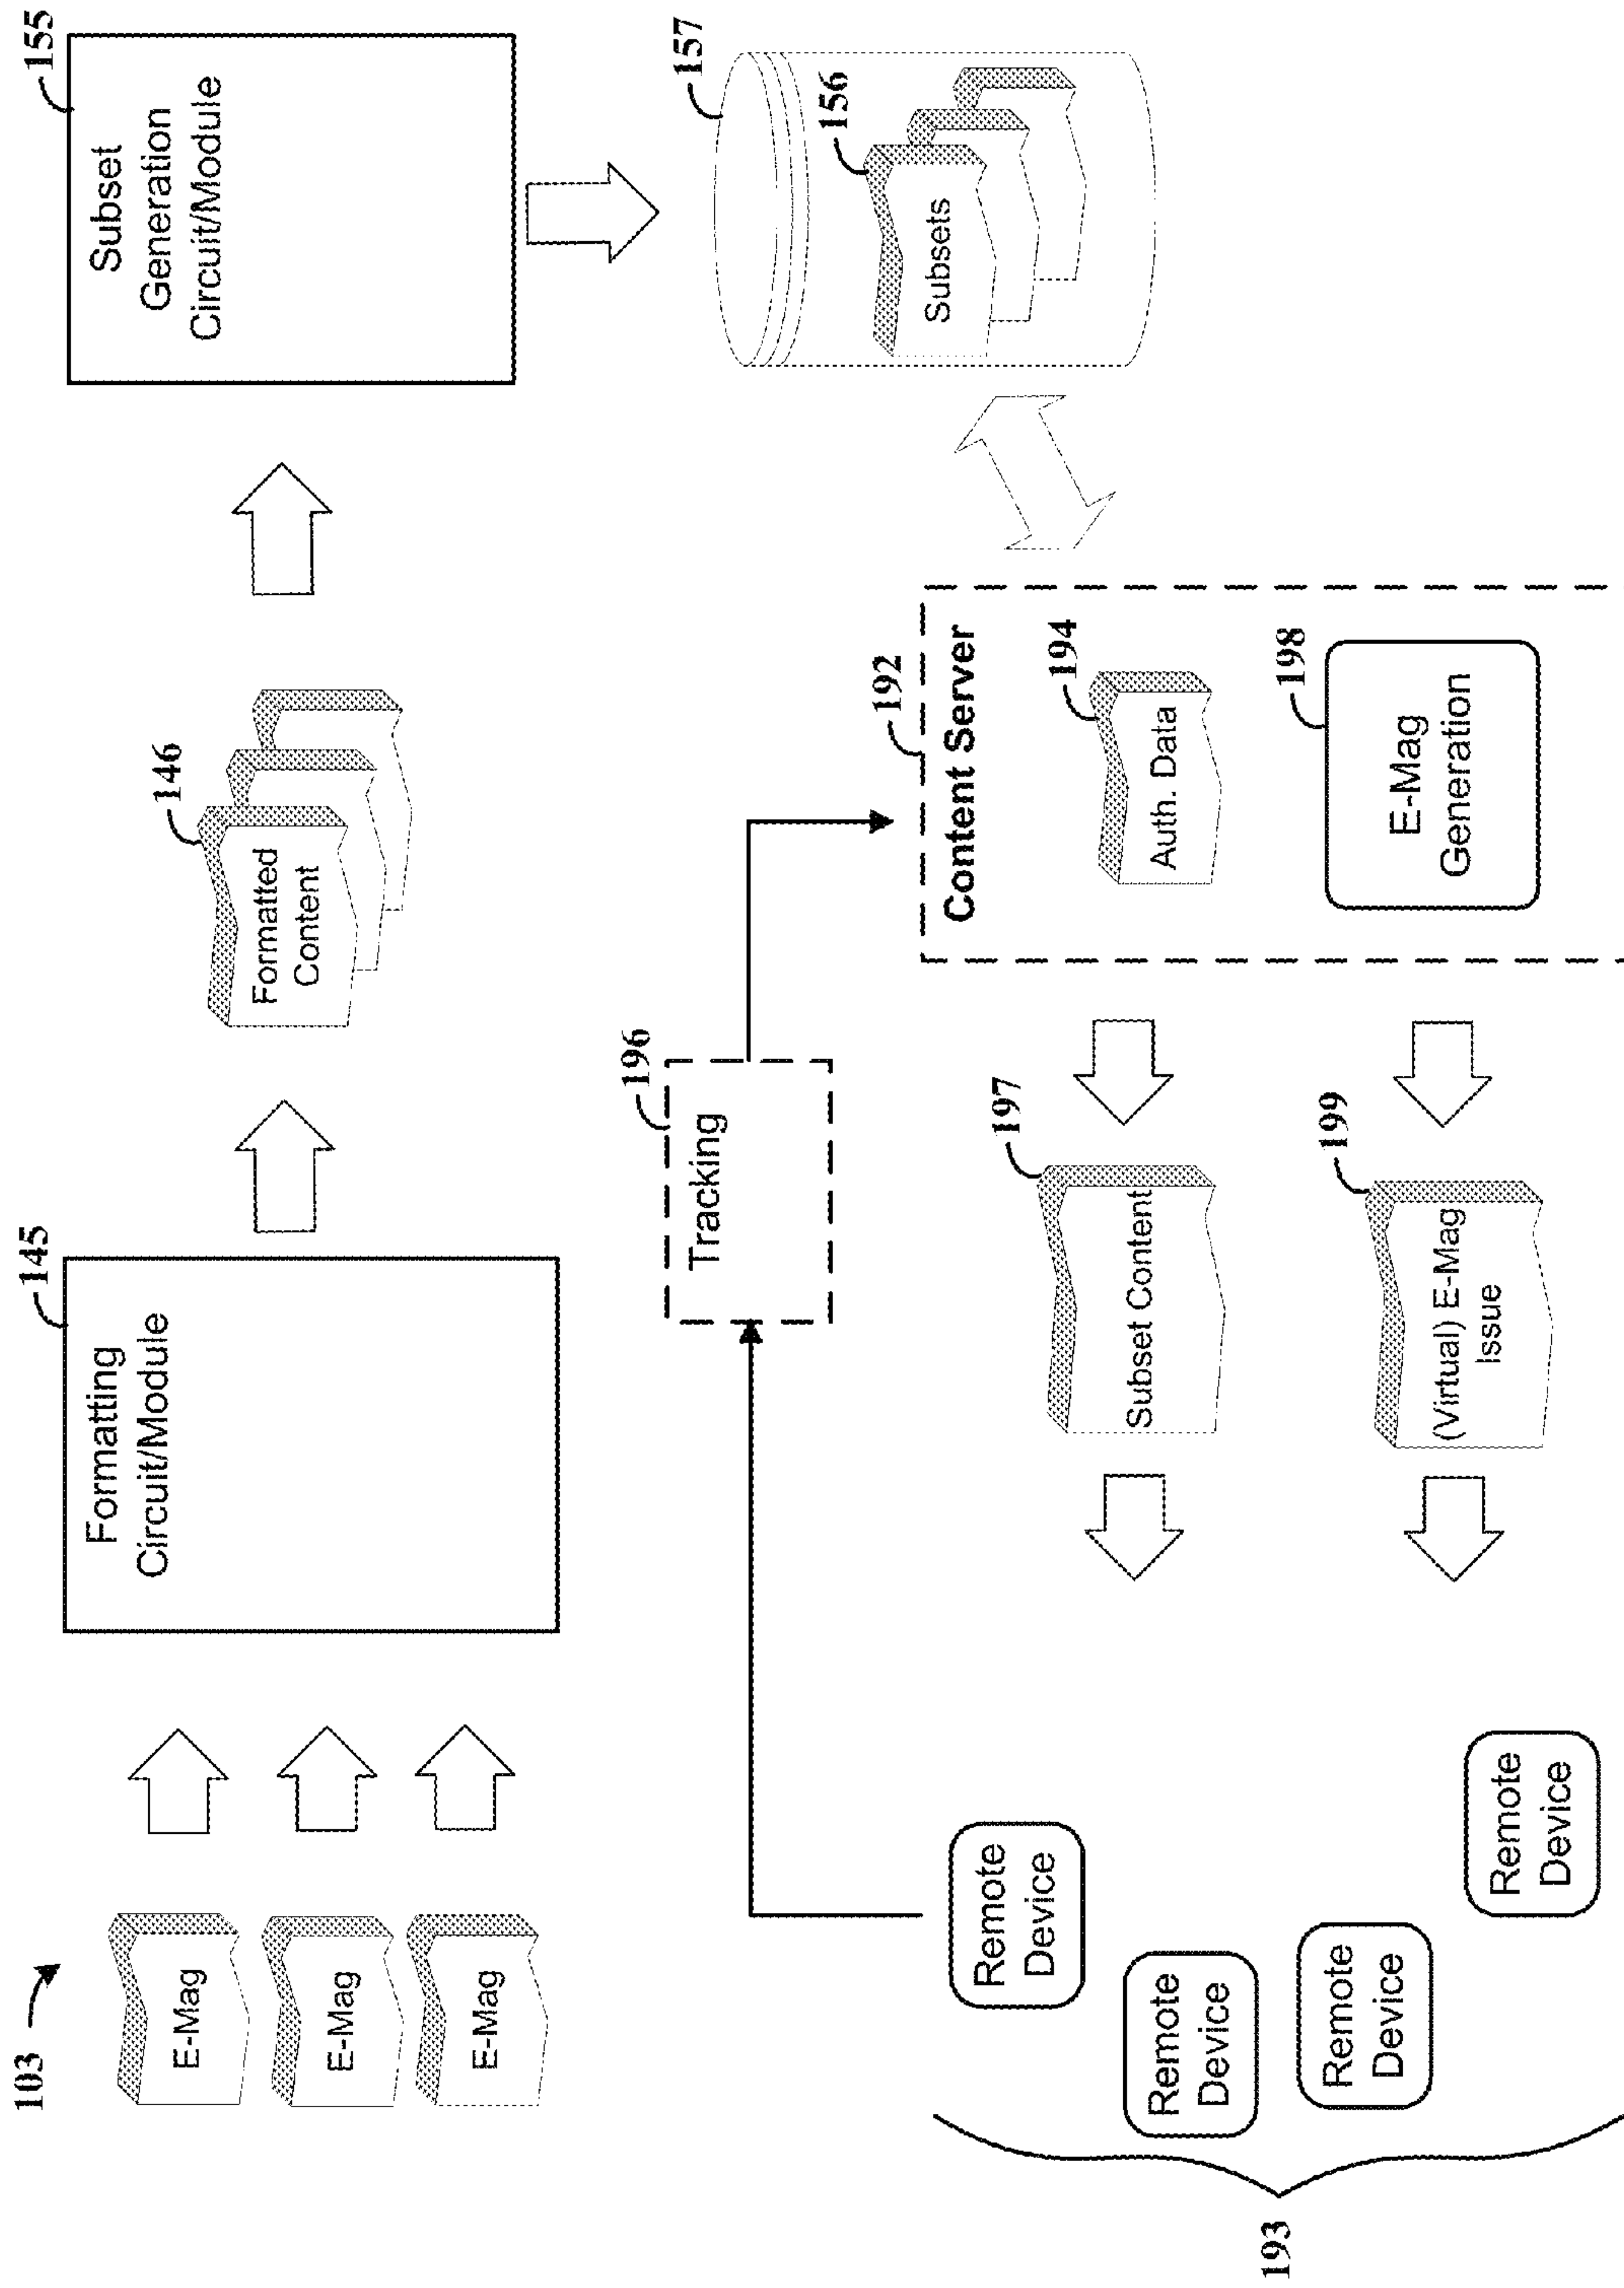 103
E-Mag
E-Mag
E-Mag
145
Formatting
Circuit/Module
146
Formatted
Content
155
Subset
Generation
Circuit/Module
196
Tracking
157
156
Subsets
193
Remote
Device
Remote
Device
Remote
Device
Remote
Device
197
Subset Content
199
(Virtual) E-Mag
Issue
192
Content Server
194
Auth. Data
198
E-Mag
Generation